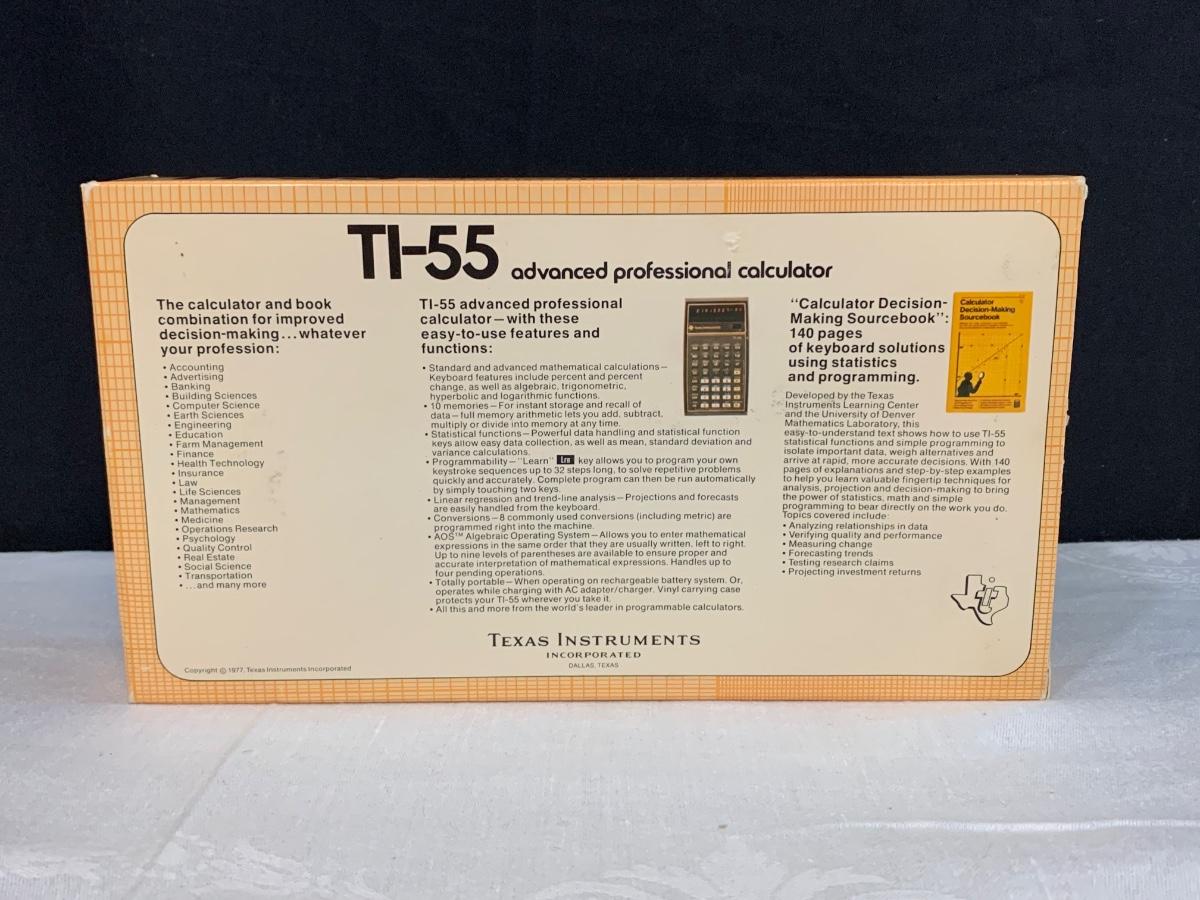 TI-55 advanced professional calculator
The calculator and book
combination for improved
decision-making...whatever
your profession:
• Accounting
• Advertising
• Banking
• Building Sciences
• Computer Science
• Earth Sciences
• Engineering
• Education
• Farm Management
• Finance
• Health Technology
• Insurance
• Law
• Life Sciences
• Management
• Mathematics
• Medicine
• Operations Research
• Psychology
• Quality Control
• Real Estate
• Social Science
• Transportation
• ...and many more
TI-55 advanced professional
calculator—with these
easy-to-use features and
functions:
• Standard and advanced mathematical calculations—
Keyboard features include percent and percent
change, as well as algebraic, trigonometric,
hyperbolic and logarithmic functions.
• 10 memories—For instant storage and recall of
data—full memory arithmetic lets you add, subtract,
multiply or divide into memory at any time.
• Statistical functions—Powerful data handling and statistical function
keys allow easy data collection, as well as mean, standard deviation and
variance calculations.
• Programmability—"Learn" Lrn key allows you to program your own
keystroke sequences up to 32 steps long, to solve repetitive problems
quickly and accurately. Complete program can then be run automatically
by simply touching two keys.
• Linear regression and trend-line analysis—Projections and forecasts
are easily handled from the keyboard.
• Conversions—8 commonly used conversions (including metric) are
programmed right into the machine.
• AOS™ Algebraic Operating System—Allows you to enter mathematical
expressions in the same order that they are usually written, left to right.
Up to nine levels of parentheses are available to ensure proper and
accurate interpretation of mathematical expressions. Handles up to
four pending operations.
• Totally portable—When operating on rechargeable battery system. Or,
operates while charging with AC adapter/charger. Vinyl carrying case
protects your TI-55 wherever you take it.
• All this and more from the world's leader in programmable calculators.
"Calculator Decision-
Making Sourcebook":
140 pages
of keyboard solutions
using statistics
and programming.
Calculator
Decision-Making
Sourcebook
Developed by the Texas
Instruments Learning Center
and the University of Denver
Mathematics Laboratory, this
easy-to-understand text shows how to use TI-55
statistical functions and simple programming to
isolate important data, weigh alternatives and
arrive at rapid, more accurate decisions. With 140
pages of explanations and step-by-step examples
to help you learn valuable fingertip techniques for
analysis, projection and decision-making to bring
the power of statistics, math and simple
programming to bear directly on the work you do.
Topics covered include:
• Analyzing relationships in data
• Verifying quality and performance
• Measuring change
• Forecasting trends
• Testing research claims
• Projecting investment returns
TEXAS INSTRUMENTS
INCORPORATED
DALLAS, TEXAS
Copyright © 1977, Texas Instruments Incorporated